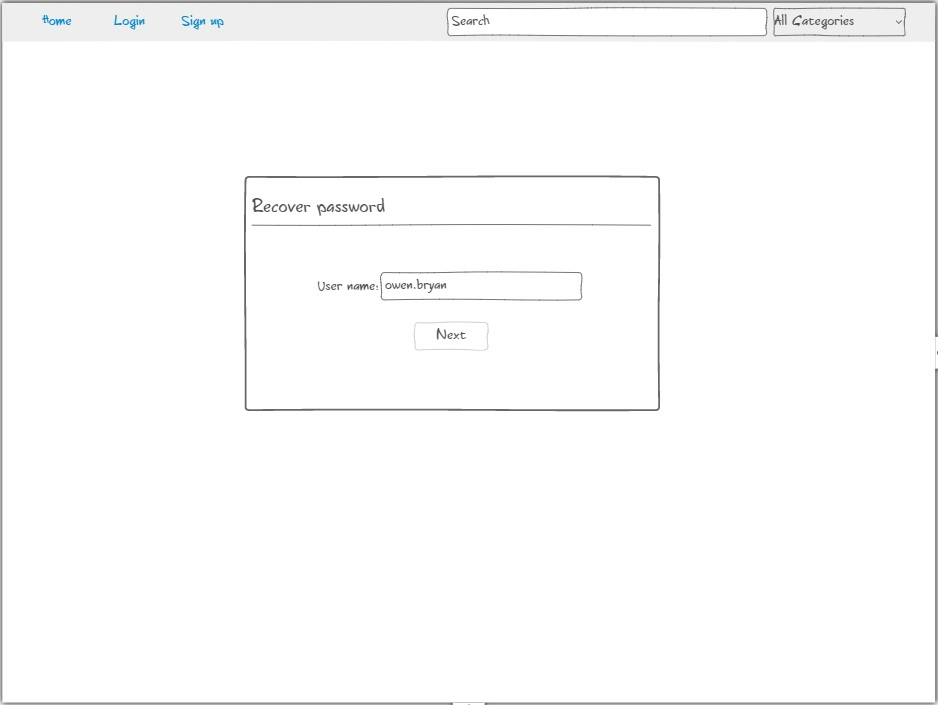 Home Login Sign up Search All Categories
Recover password
User name: owen.bryan
Next